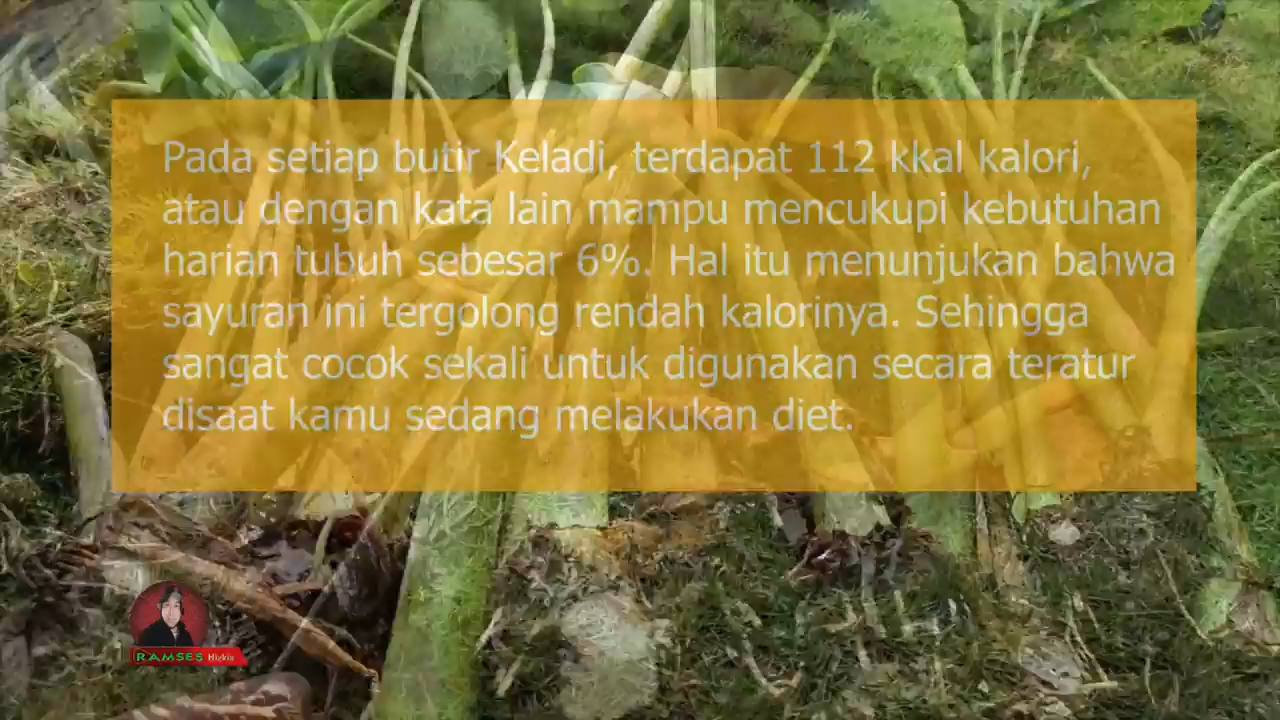 Pada setiap butir Keladi, terdapat 112 kkal kalori,
atau dengan kata lain mampu mencukupi kebutuhan
harian tubuh sebesar 6%. Hal itu menunjukan bahwa
sayuran ini tergolong rendah kalorinya. Sehingga
sangat cocok sekali untuk digunakan secara teratur
disaat kamu sedang melakukan diet.
RAMSES Hizkia